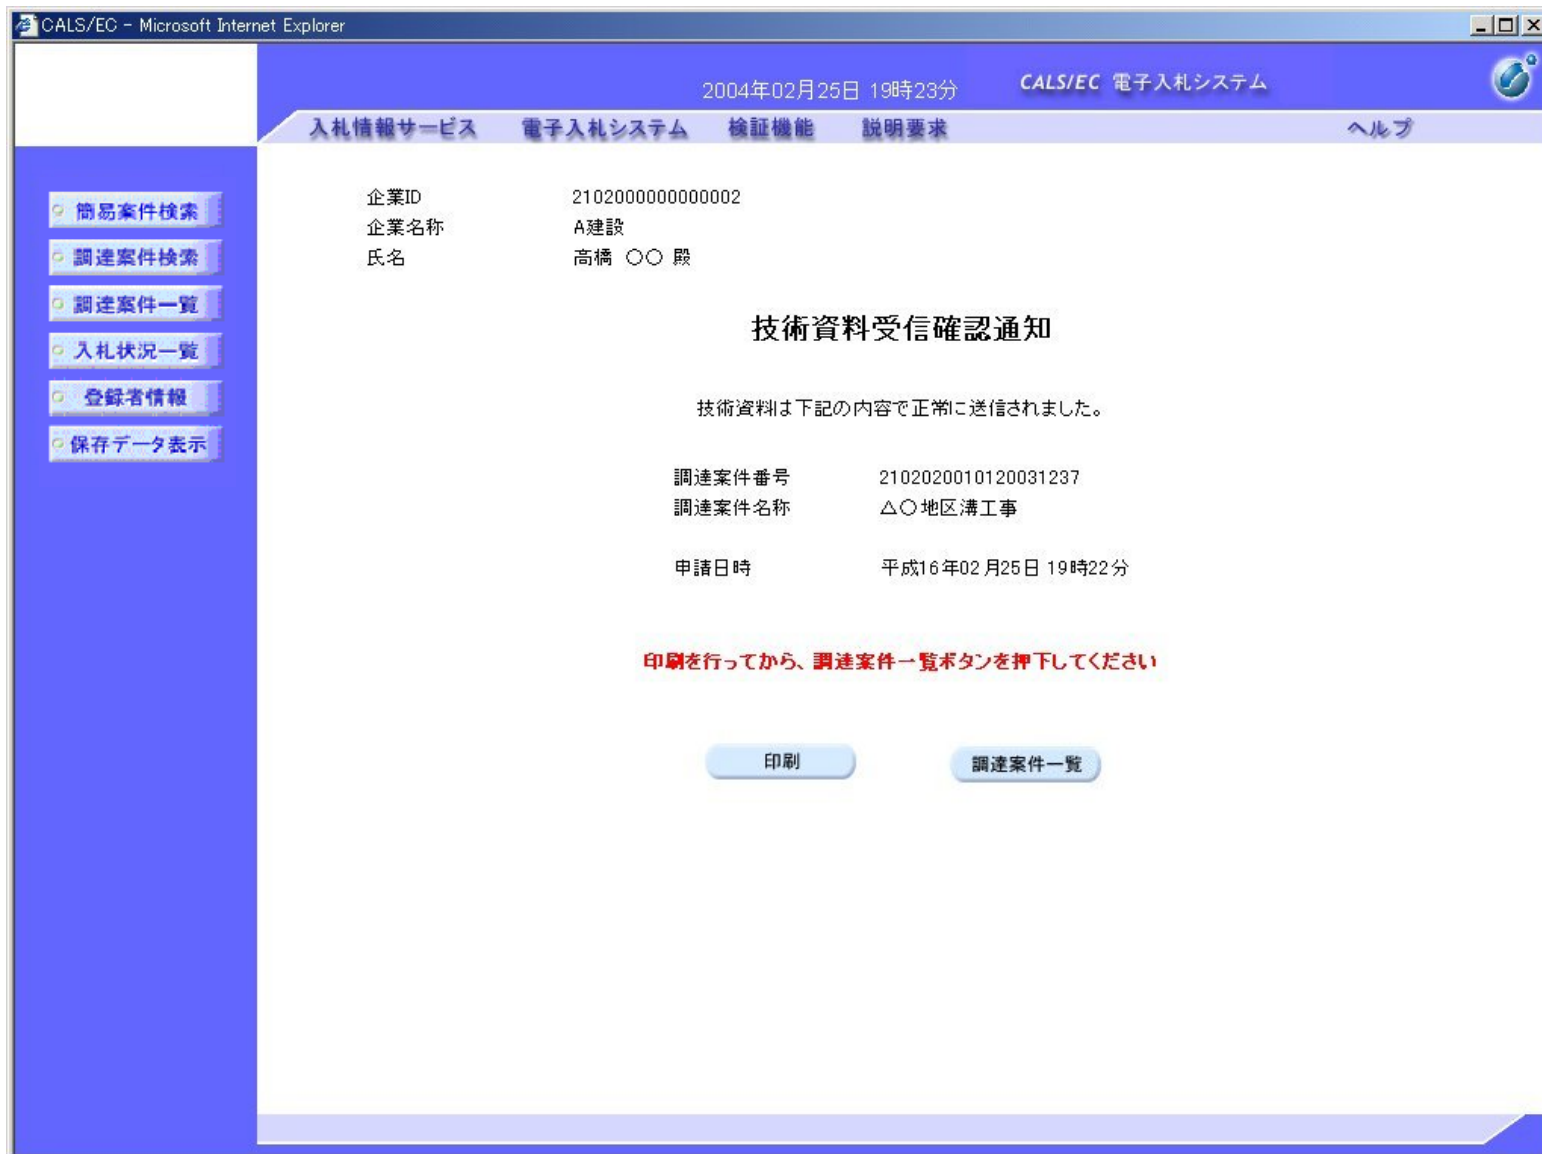 CALS/EC - Microsoft Internet Explorer
2004年02月25日 19時23分 CALS/EC 電子入札システム
入札情報サービス 電子入札システム 検証機能 説明要求 ヘルプ
簡易案件検索
調達案件検索
調達案件一覧
入札状況一覧
登録者情報
保存データ表示
企業ID 2102000000000002
企業名称 A建設
氏名 高橋 〇〇 殿
技術資料受信確認通知
技術資料は下記の内容で正常に送信されました。
調達案件番号 2102020010120031237
調達案件名称 △〇地区溝工事
申請日時 平成16年02月25日 19時22分
印刷を行ってから、調達案件一覧ボタンを押下してください
印刷 調達案件一覧